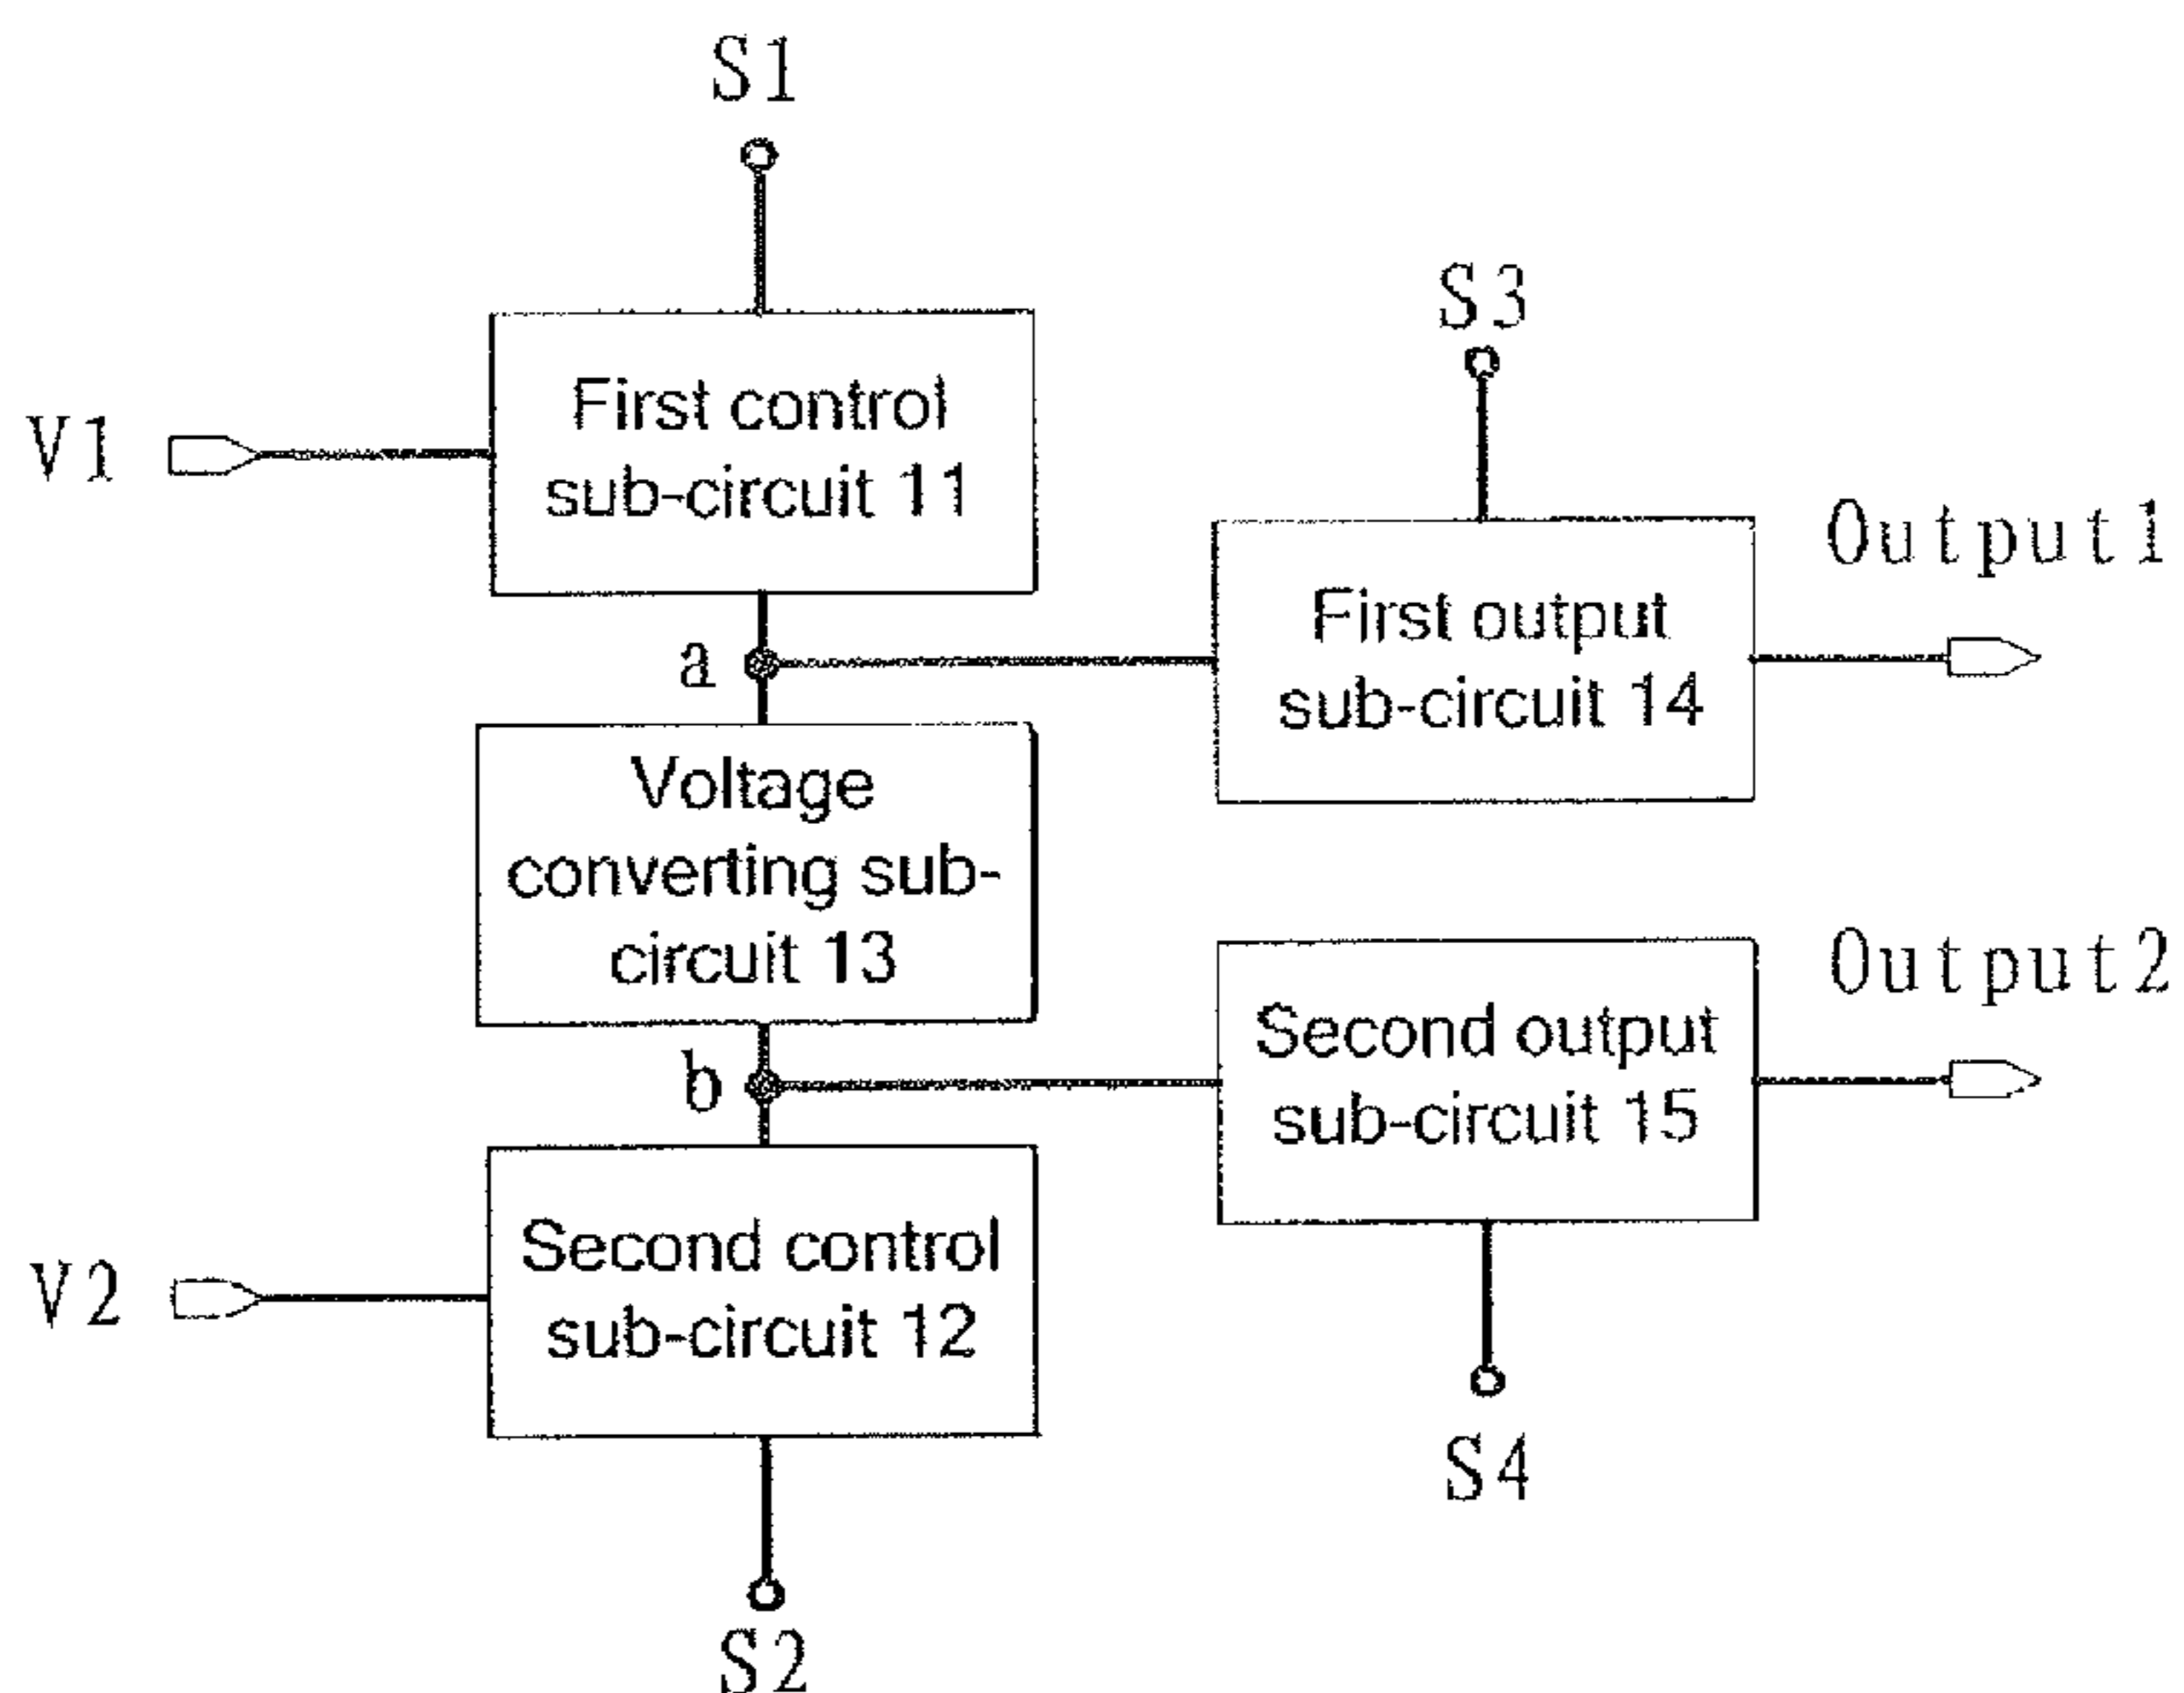 S1
S3
V1
First control
sub-circuit 11
Output1
First output
sub-circuit 14
a
Voltage
converting sub-
circuit 13
Output2
Second output
sub-circuit 15
b
V2
Second control
sub-circuit 12
S4
S2